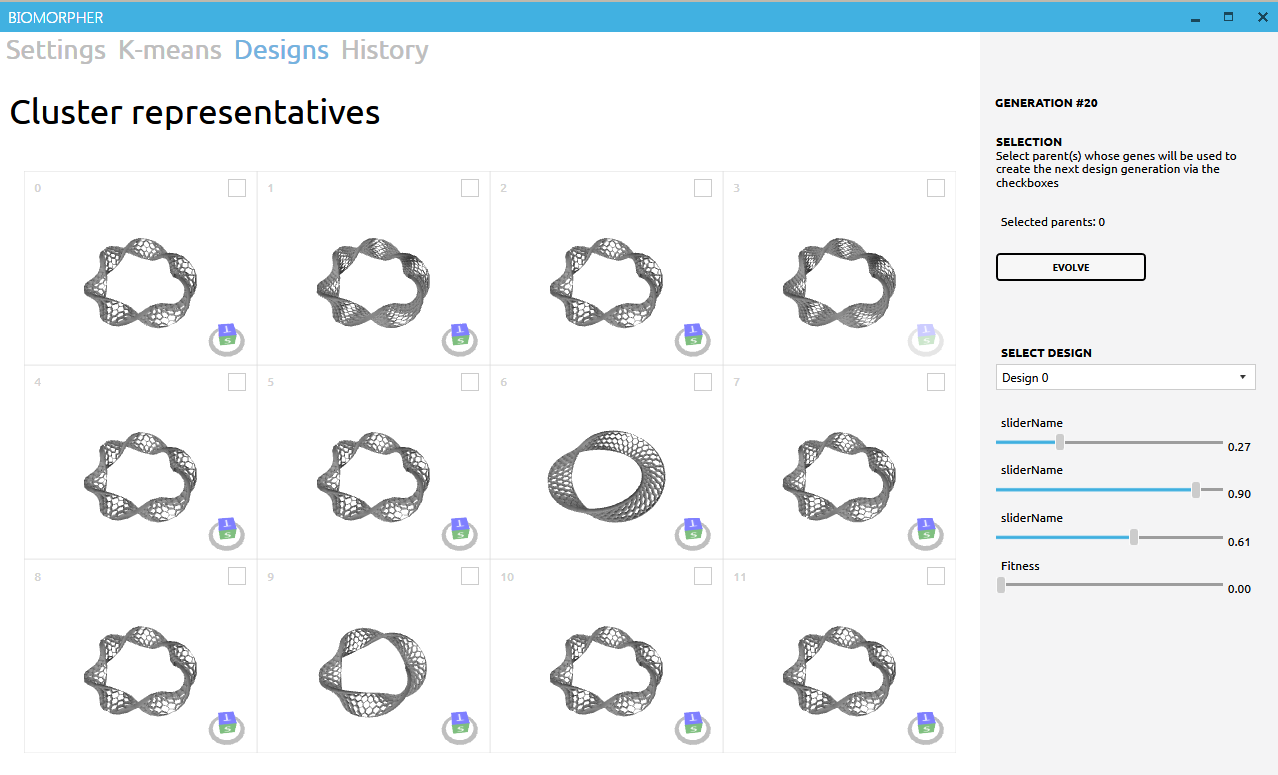 BIOMORPHER
Settings K-means Designs History
Cluster representatives
0
1
2
3
4
5
6
7
8
9
10
11
GENERATION #20
SELECTION
Select parent(s) whose genes will be used to
create the next design generation via the
checkboxes
Selected parents: 0
EVOLVE
SELECT DESIGN
Design 0
sliderName
0.27
sliderName
0.90
sliderName
0.61
Fitness
0.00